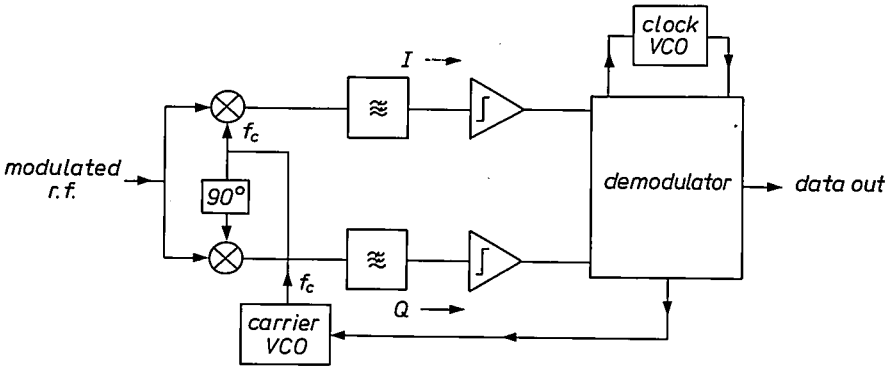 clock
VCO
I
f_c
modulated
r.f.
90°
demodulator
data out
f_c
Q
carrier
VCO